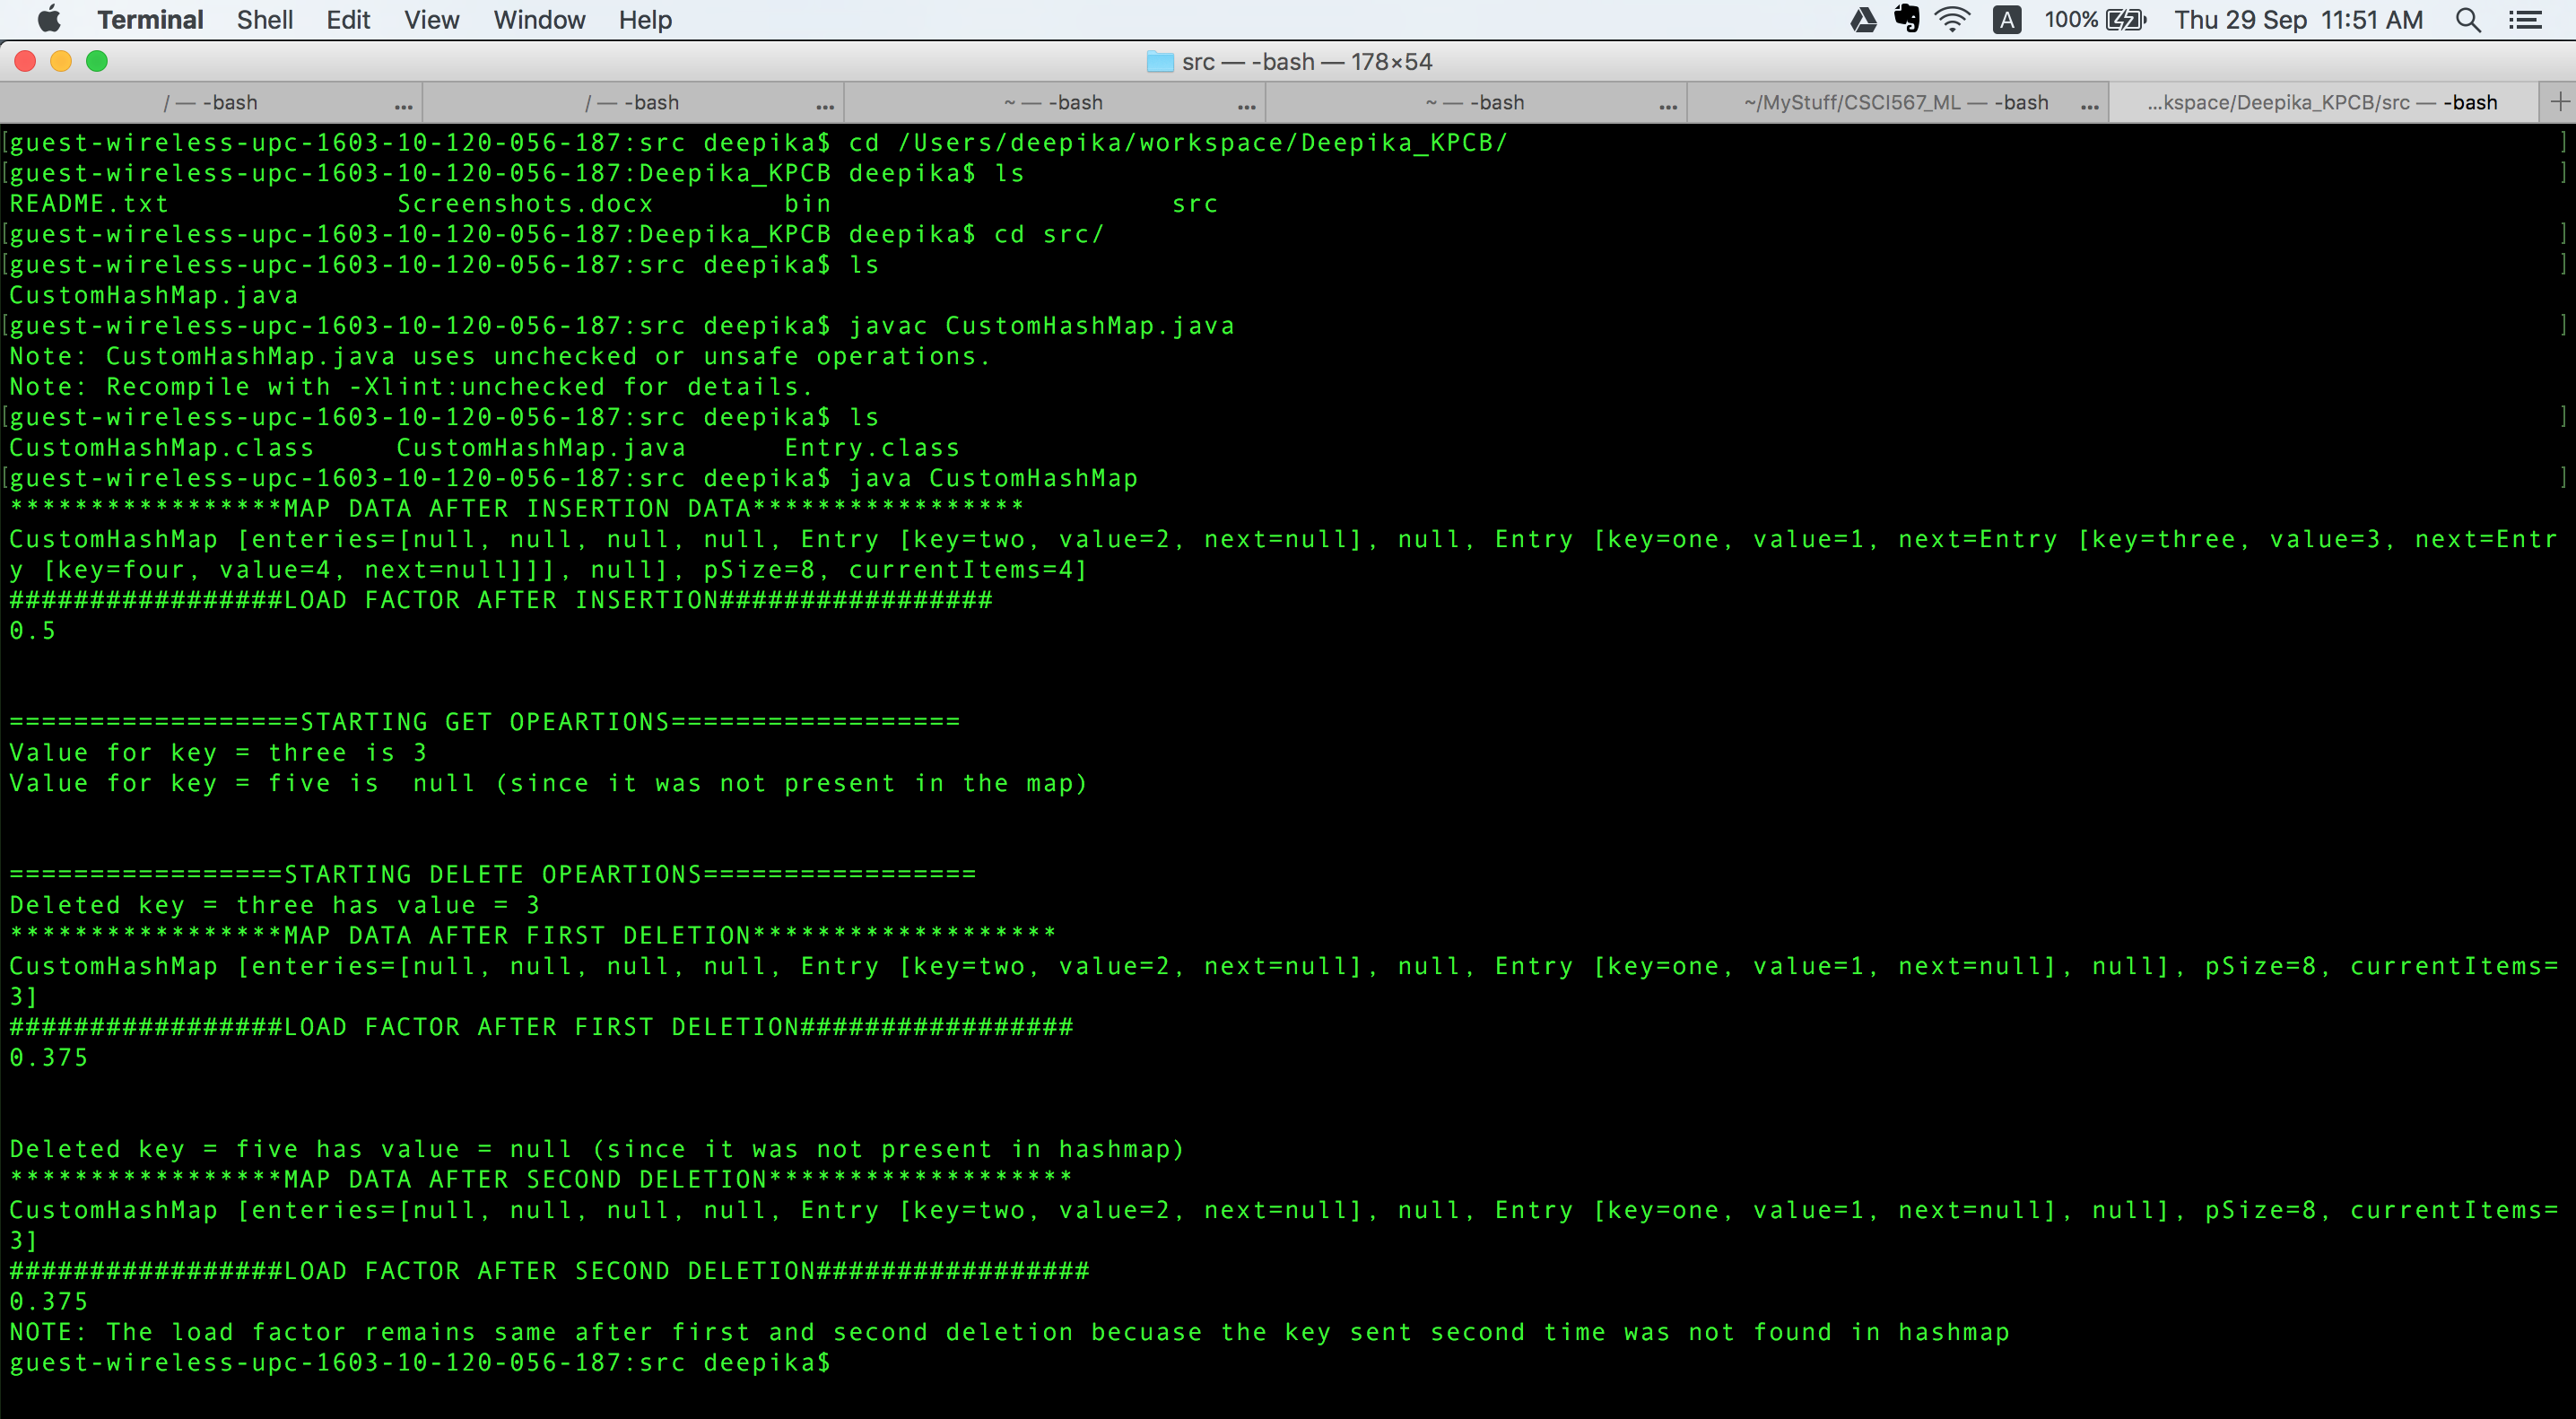 Terminal Shell Edit View Window Help A 100% Thu 29 Sep 11:51 AM
src — -bash — 178×54
/ — -bash ... / — -bash ... ~ — -bash ... ~ — -bash ... ~/MyStuff/CSCI567_ML — -bash ... ...kspace/Deepika_KPCB/src — -bash +
[guest-wireless-upc-1603-10-120-056-187:src deepika$ cd /Users/deepika/workspace/Deepika_KPCB/ ]
[guest-wireless-upc-1603-10-120-056-187:Deepika_KPCB deepika$ ls ]
README.txt Screenshots.docx bin src
[guest-wireless-upc-1603-10-120-056-187:Deepika_KPCB deepika$ cd src/ ]
[guest-wireless-upc-1603-10-120-056-187:src deepika$ ls ]
CustomHashMap.java
[guest-wireless-upc-1603-10-120-056-187:src deepika$ javac CustomHashMap.java ]
Note: CustomHashMap.java uses unchecked or unsafe operations.
Note: Recompile with -Xlint:unchecked for details.
[guest-wireless-upc-1603-10-120-056-187:src deepika$ ls ]
CustomHashMap.class CustomHashMap.java Entry.class
[guest-wireless-upc-1603-10-120-056-187:src deepika$ java CustomHashMap ]
*****************MAP DATA AFTER INSERTION DATA*****************
CustomHashMap [enteries=[null, null, null, null, Entry [key=two, value=2, next=null], null, Entry [key=one, value=1, next=Entry [key=three, value=3, next=Entr
y [key=four, value=4, next=null]]], null], pSize=8, currentItems=4]
#################LOAD FACTOR AFTER INSERTION#################
0.5
==================STARTING GET OPEARTIONS==================
Value for key = three is 3
Value for key = five is  null (since it was not present in the map)
=================STARTING DELETE OPEARTIONS=================
Deleted key = three has value = 3
*****************MAP DATA AFTER FIRST DELETION*******************
CustomHashMap [enteries=[null, null, null, null, Entry [key=two, value=2, next=null], null, Entry [key=one, value=1, next=null], null], pSize=8, currentItems=
3]
#################LOAD FACTOR AFTER FIRST DELETION#################
0.375
Deleted key = five has value = null (since it was not present in hashmap)
*****************MAP DATA AFTER SECOND DELETION*******************
CustomHashMap [enteries=[null, null, null, null, Entry [key=two, value=2, next=null], null, Entry [key=one, value=1, next=null], null], pSize=8, currentItems=
3]
#################LOAD FACTOR AFTER SECOND DELETION#################
0.375
NOTE: The load factor remains same after first and second deletion becuase the key sent second time was not found in hashmap
guest-wireless-upc-1603-10-120-056-187:src deepika$